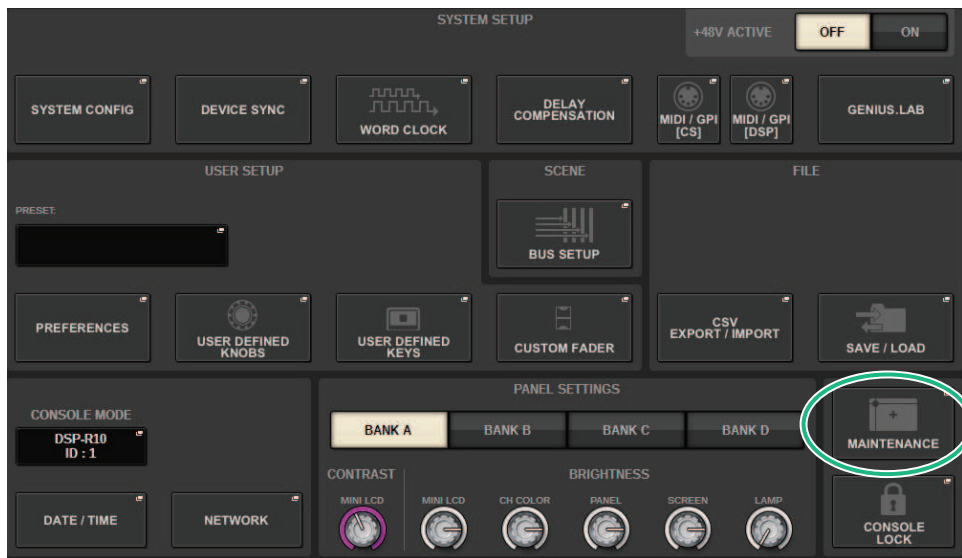 SYSTEM SETUP
+48V ACTIVE
OFF
ON
SYSTEM CONFIG
DEVICE SYNC
WORD CLOCK
DELAY
COMPENSATION
MIDI / GPI
[CS]
MIDI / GPI
[DSP]
GENIUS.LAB
USER SETUP
PRESET:
PREFERENCES
USER DEFINED
KNOBS
USER DEFINED
KEYS
SCENE
BUS SETUP
CUSTOM FADER
FILE
CSV
EXPORT / IMPORT
SAVE / LOAD
CONSOLE MODE
DSP-R10
ID : 1
DATE / TIME
NETWORK
PANEL SETTINGS
BANK A
BANK B
BANK C
BANK D
CONTRAST
BRIGHTNESS
MINI LCD
MINI LCD
CH COLOR
PANEL
SCREEN
LAMP
MAINTENANCE
CONSOLE
LOCK